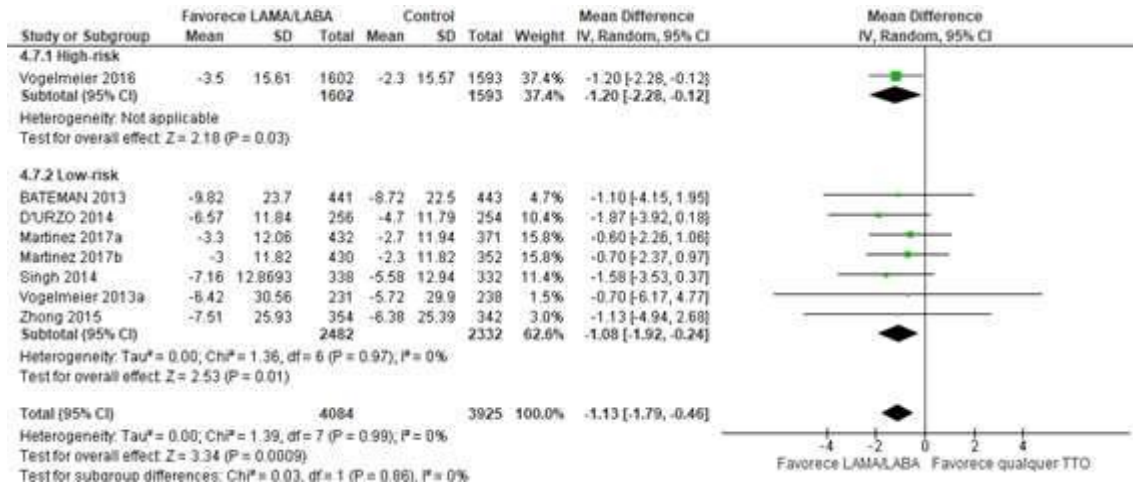 Favorece LAMA/LABA Control Mean Difference Mean Difference
Study or Subgroup Mean SD Total Mean SD Total Weight IV, Random, 95% CI IV, Random, 95% CI
4.7.1 High-risk
Vogelmeier 2016 -3.5 15.61 1602 -2.3 15.57 1593 37.4% -1.20 [-2.28, -0.12]
Subtotal (95% CI) 1602 1593 37.4% -1.20 [-2.28, -0.12]
Heterogeneity: Not applicable
Test for overall effect: Z = 2.18 (P = 0.03)
4.7.2 Low-risk
BATEMAN 2013 -9.82 23.7 441 -8.72 22.5 443 4.7% -1.10 [-4.15, 1.95]
D'URZO 2014 -6.57 11.84 256 -4.7 11.79 254 10.4% -1.87 [-3.92, 0.18]
Martinez 2017a -3.3 12.06 432 -2.7 11.94 371 15.8% -0.60 [-2.26, 1.06]
Martinez 2017b -3 11.82 430 -2.3 11.82 352 15.8% -0.70 [-2.37, 0.97]
Singh 2014 -7.16 12.8693 338 -5.58 12.94 332 11.4% -1.58 [-3.53, 0.37]
Vogelmeier 2013a -6.42 30.56 231 -5.72 29.9 238 1.5% -0.70 [-6.17, 4.77]
Zhong 2015 -7.51 25.93 354 -6.38 25.39 342 3.0% -1.13 [-4.94, 2.68]
Subtotal (95% CI) 2482 2332 62.6% -1.08 [-1.92, -0.24]
Heterogeneity: Tau² = 0.00; Chi² = 1.36, df = 6 (P = 0.97); I² = 0%
Test for overall effect: Z = 2.53 (P = 0.01)
Total (95% CI) 4084 3925 100.0% -1.13 [-1.79, -0.46]
Heterogeneity: Tau² = 0.00; Chi² = 1.39, df = 7 (P = 0.99); I² = 0%
Test for overall effect: Z = 3.34 (P = 0.0009)
Test for subgroup differences: Chi² = 0.03, df = 1 (P = 0.86), I² = 0%
-4 -2 0 2 4
Favorece LAMA/LABA Favorece qualquer TTO